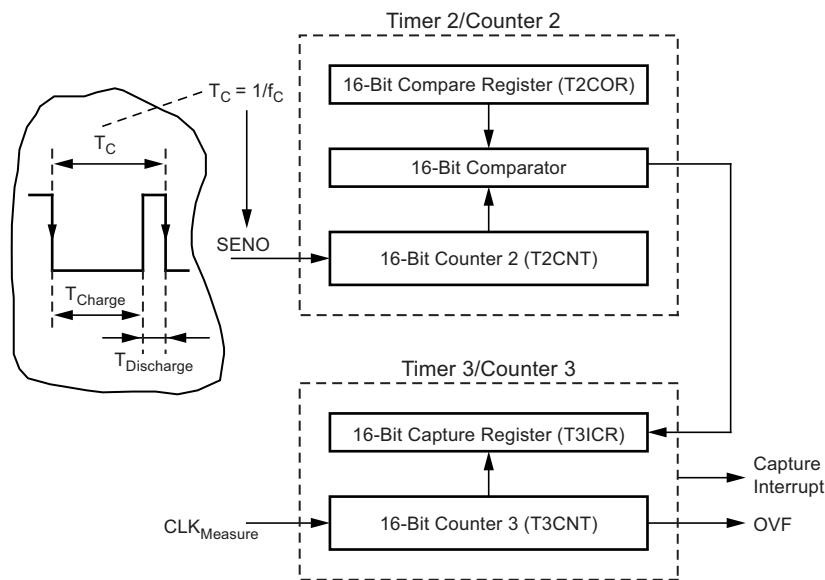 Timer 2/Counter 2
T_C = 1/f_C
16-Bit Compare Register (T2COR)
T_C
16-Bit Comparator
SENO
16-Bit Counter 2 (T2CNT)
T_Charge
T_Discharge
Timer 3/Counter 3
16-Bit Capture Register (T3ICR)
Capture
Interrupt
CLK_Measure
16-Bit Counter 3 (T3CNT)
OVF